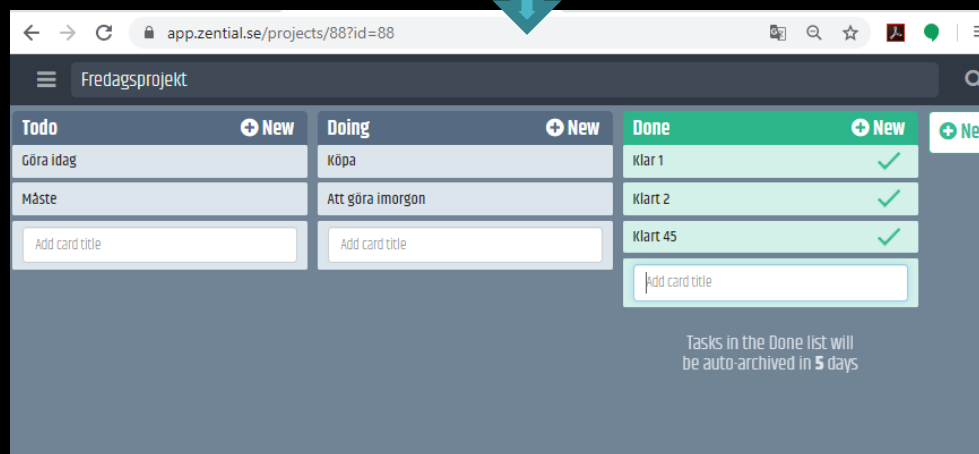 app.zential.se/projects/88?id=88
Fredagsprojekt
Todo
New
Göra idag
Måste
Add card title
Doing
New
Köpa
Att göra imorgon
Add card title
Done
New
Klar 1
Klart 2
Klart 45
Add card title
Tasks in the Done list will
be auto-archived in 5 days
Ne